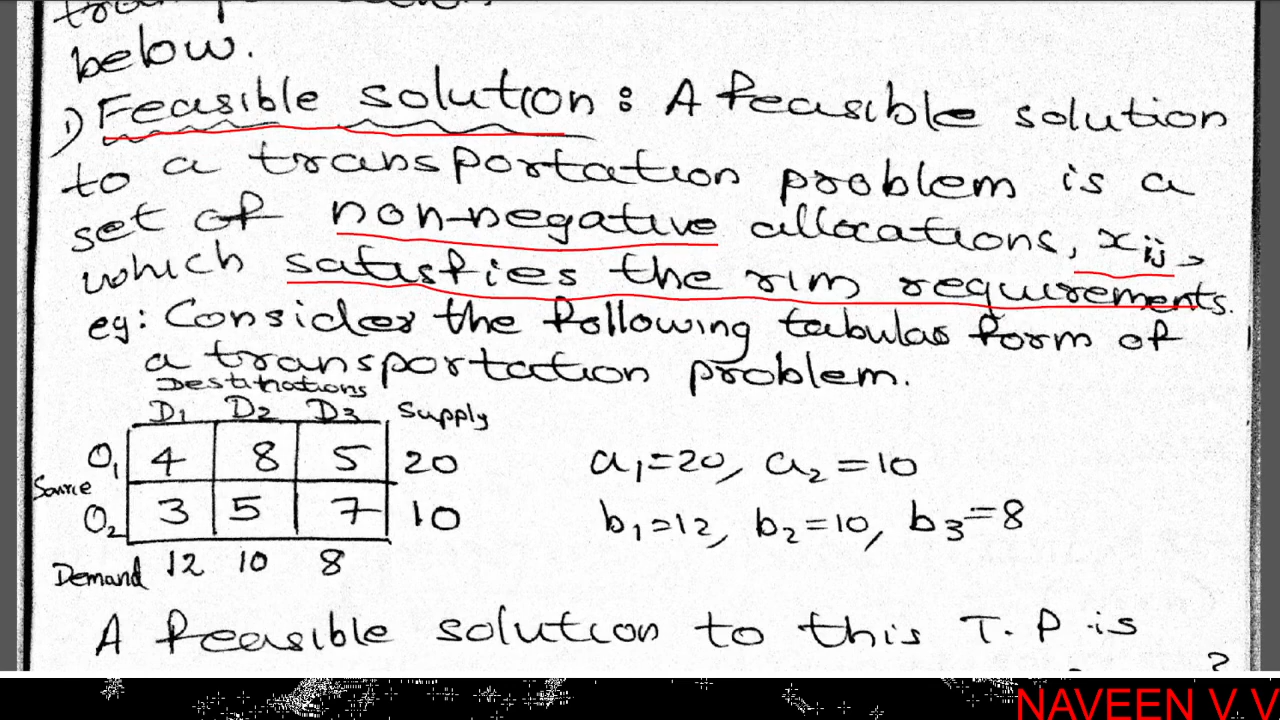 below.
1) Feasible solution : A feasible solution
to a transportation problem is a
set of non-negative allocations, xij,
which satisfies the rim requirements.
eg: Consider the following tabular form of
a transportation problem.
Destinations
D1 D2 D3 Supply
O1 4 8 5 20 a1=20, a2=10
Source
O2 3 5 7 10 b1=12, b2=10, b3=8
Demand 12 10 8
A feasible solution to this T.P is
NAVEEN V V